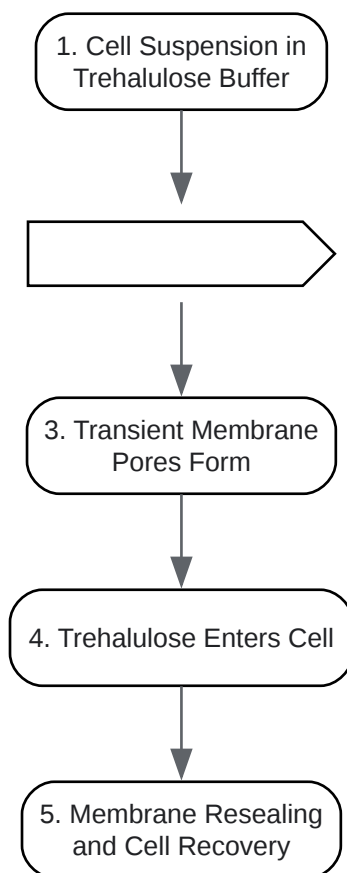 1. Cell Suspension in
Trehalulose Buffer
3. Transient Membrane
Pores Form
4. Trehalulose Enters Cell
5. Membrane Resealing
and Cell Recovery